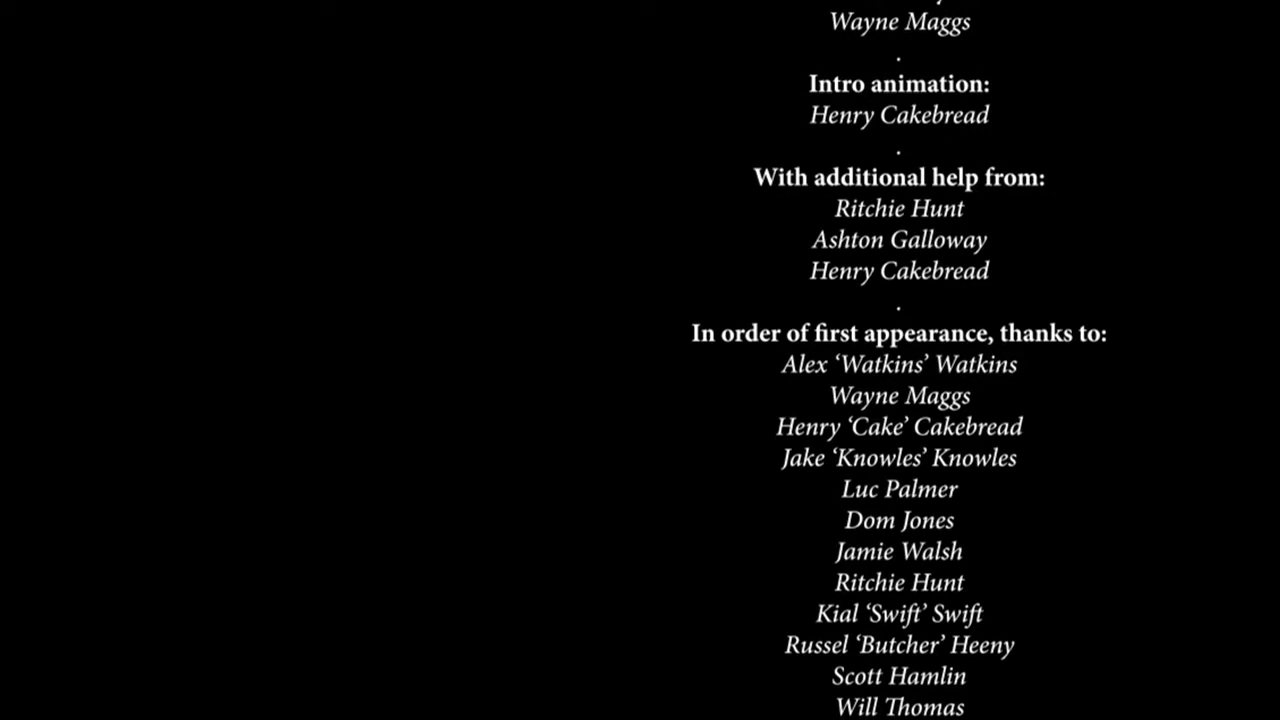 Wayne Maggs
.
Intro animation:
Henry Cakebread
.
With additional help from:
Ritchie Hunt
Ashton Galloway
Henry Cakebread
.
In order of first appearance, thanks to:
Alex ‘Watkins’ Watkins
Wayne Maggs
Henry ‘Cake’ Cakebread
Jake ‘Knowles’ Knowles
Luc Palmer
Dom Jones
Jamie Walsh
Ritchie Hunt
Kial ‘Swift’ Swift
Russel ‘Butcher’ Heeny
Scott Hamlin
Will Thomas